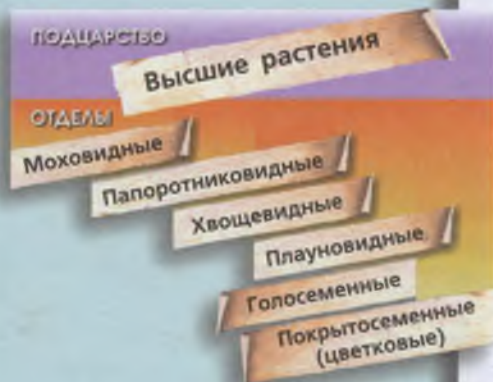 ПОДЦАРСТВО
Высшие растения
ОТДЕЛЫ
Моховидные
Папоротниковидные
Хвощевидные
Плауновидные
Голосеменные
Покрытосеменные
(цветковые)